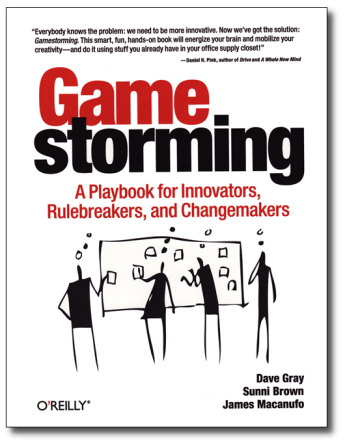 "Everybody knows the problem: we need to be more innovative. Now we've got the solution:
Gamestorming. This smart, fun, hands-on book will energize your brain and mobilize your
creativity—and do it using stuff you already have in your office supply closet!"
—Daniel H. Pink, author of Drive and A Whole New Mind
Game
storming
A Playbook for Innovators,
Rulebreakers, and Changemakers
Dave Gray
Sunni Brown
James Macanufo
O'REILLY®